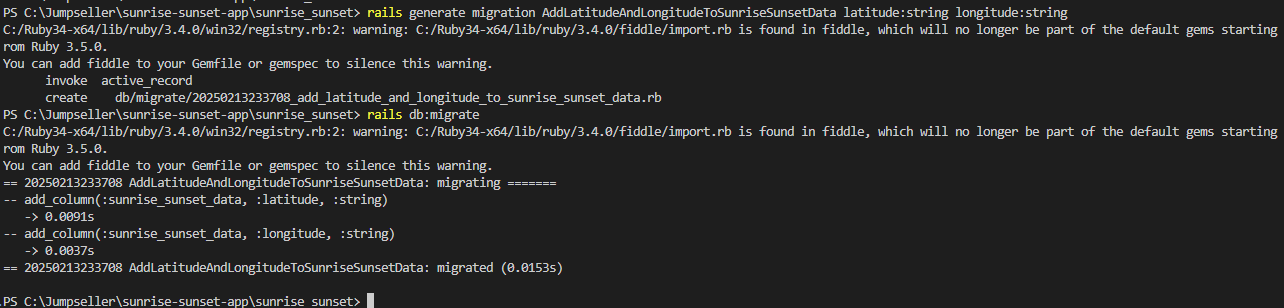 PS C:\Jumpseller\sunrise-sunset-app\sunrise_sunset> rails generate migration AddLatitudeAndLongitudeToSunriseSunsetData latitude:string longitude:string
C:/Ruby34-x64/lib/ruby/3.4.0/win32/registry.rb:2: warning: C:/Ruby34-x64/lib/ruby/3.4.0/fiddle/import.rb is found in fiddle, which will no longer be part of the default gems starting
rom Ruby 3.5.0.
You can add fiddle to your Gemfile or gemspec to silence this warning.
      invoke  active_record
      create    db/migrate/20250213233708_add_latitude_and_longitude_to_sunrise_sunset_data.rb
PS C:\Jumpseller\sunrise-sunset-app\sunrise_sunset> rails db:migrate
C:/Ruby34-x64/lib/ruby/3.4.0/win32/registry.rb:2: warning: C:/Ruby34-x64/lib/ruby/3.4.0/fiddle/import.rb is found in fiddle, which will no longer be part of the default gems starting
rom Ruby 3.5.0.
You can add fiddle to your Gemfile or gemspec to silence this warning.
== 20250213233708 AddLatitudeAndLongitudeToSunriseSunsetData: migrating =======
-- add_column(:sunrise_sunset_data, :latitude, :string)
   -> 0.0091s
-- add_column(:sunrise_sunset_data, :longitude, :string)
   -> 0.0037s
== 20250213233708 AddLatitudeAndLongitudeToSunriseSunsetData: migrated (0.0153s)
PS C:\Jumpseller\sunrise-sunset-app\sunrise_sunset>